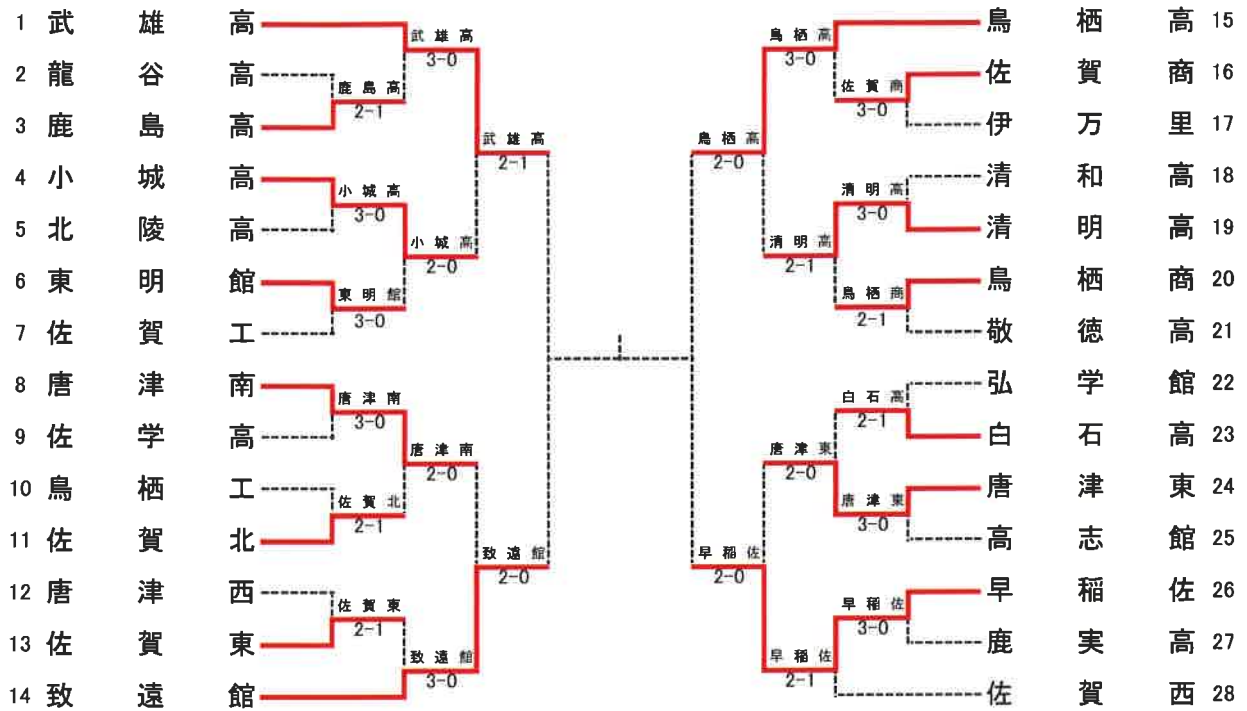 1 武雄高
2 龍谷高
3 鹿島高
4 小城高
5 北陵高
6 東明館
7 佐賀工
8 唐津南
9 佐学高
10 鳥栖工
11 佐賀北
12 唐津西
13 佐賀東
14 致遠館
武雄高
3-0
鹿島高
2-1
武雄高
2-1
小城高
3-0
小城高
2-0
東明館
3-0
唐津南
3-0
唐津南
2-0
佐賀北
2-1
致遠館
2-0
佐賀東
2-1
致遠館
3-0
鳥栖高
3-0
佐賀商
3-0
鳥栖高
2-0
清明高
3-0
清明高
2-1
鳥栖商
2-1
白石高
2-1
唐津東
2-0
唐津東
3-0
早稲佐
2-0
早稲佐
3-0
早稲佐
2-1
鳥栖高 15
佐賀商 16
伊万里 17
清和高 18
清明高 19
鳥栖商 20
敬徳高 21
弘学館 22
白石高 23
唐津東 24
高志館 25
早稲佐 26
鹿実高 27
佐賀西 28